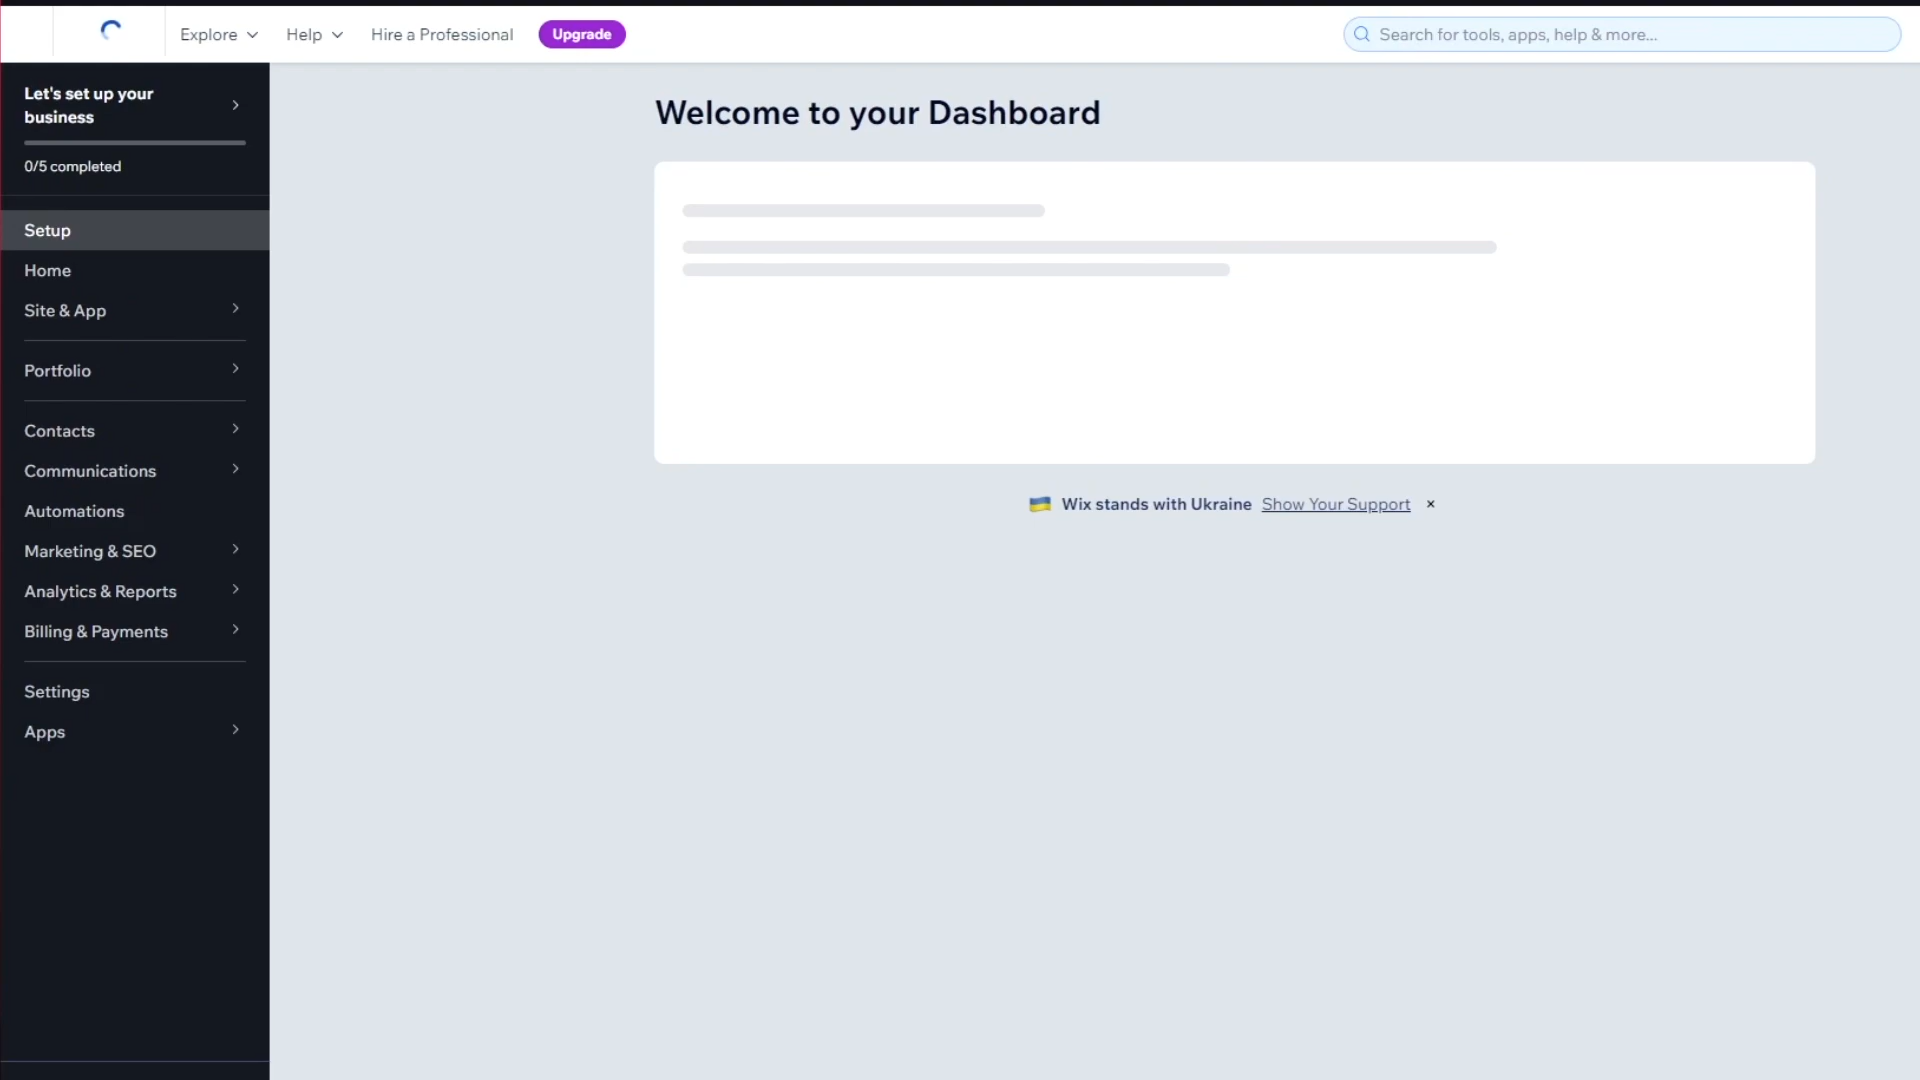 Explore
Help
Hire a Professional
Upgrade
Search for tools, apps, help & more...
Let's set up your
business
0/5 completed
Setup
Home
Site & App
Portfolio
Contacts
Communications
Automations
Marketing & SEO
Analytics & Reports
Billing & Payments
Settings
Apps
Welcome to your Dashboard
Wix stands with Ukraine Show Your Support ×